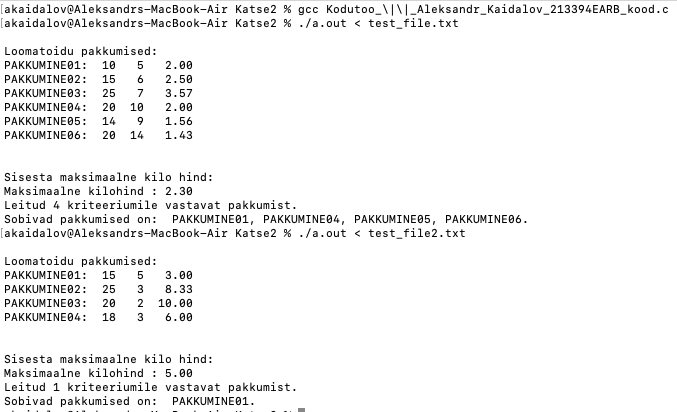 [akaidalov@Aleksandrs-MacBook-Air Katse2 % gcc Kodutoo_\|\|_Aleksandr_Kaidalov_213394EARB_kood.c
[akaidalov@Aleksandrs-MacBook-Air Katse2 % ./a.out < test_file.txt
Loomatoidu pakkumised:
PAKKUMINE01:  10   5   2.00
PAKKUMINE02:  15   6   2.50
PAKKUMINE03:  25   7   3.57
PAKKUMINE04:  20  10   2.00
PAKKUMINE05:  14   9   1.56
PAKKUMINE06:  20  14   1.43
Sisesta maksimaalne kilo hind:
Maksimaalne kilohind : 2.30
Leitud 4 kriteeriumile vastavat pakkumist.
Sobivad pakkumised on:  PAKKUMINE01, PAKKUMINE04, PAKKUMINE05, PAKKUMINE06.
[akaidalov@Aleksandrs-MacBook-Air Katse2 % ./a.out < test_file2.txt
Loomatoidu pakkumised:
PAKKUMINE01:  15   5   3.00
PAKKUMINE02:  25   3   8.33
PAKKUMINE03:  20   2  10.00
PAKKUMINE04:  18   3   6.00
Sisesta maksimaalne kilo hind:
Maksimaalne kilohind : 5.00
Leitud 1 kriteeriumile vastavat pakkumist.
Sobivad pakkumised on:  PAKKUMINE01.